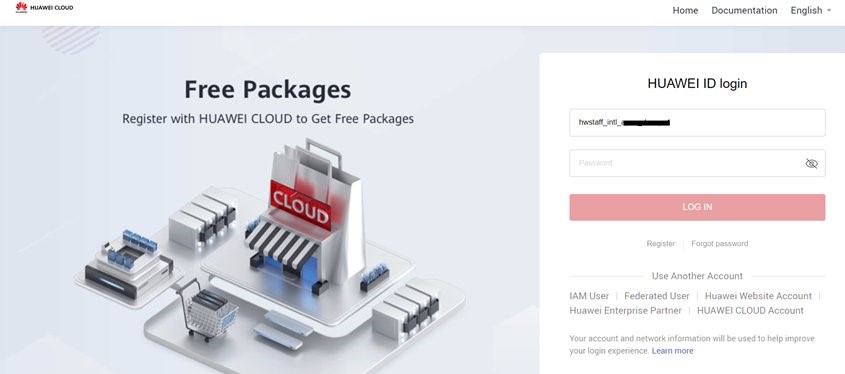 HUAWEI CLOUD
Home Documentation English
Free Packages
Register with HUAWEI CLOUD to Get Free Packages
CLOUD
HUAWEI ID login
hwstaff_intl_
Password
LOG IN
Register Forgot password
Use Another Account
IAM User Federated User Huawei Website Account
Huawei Enterprise Partner HUAWEI CLOUD Account
Your account and network information will be used to help improve
your login experience. Learn more